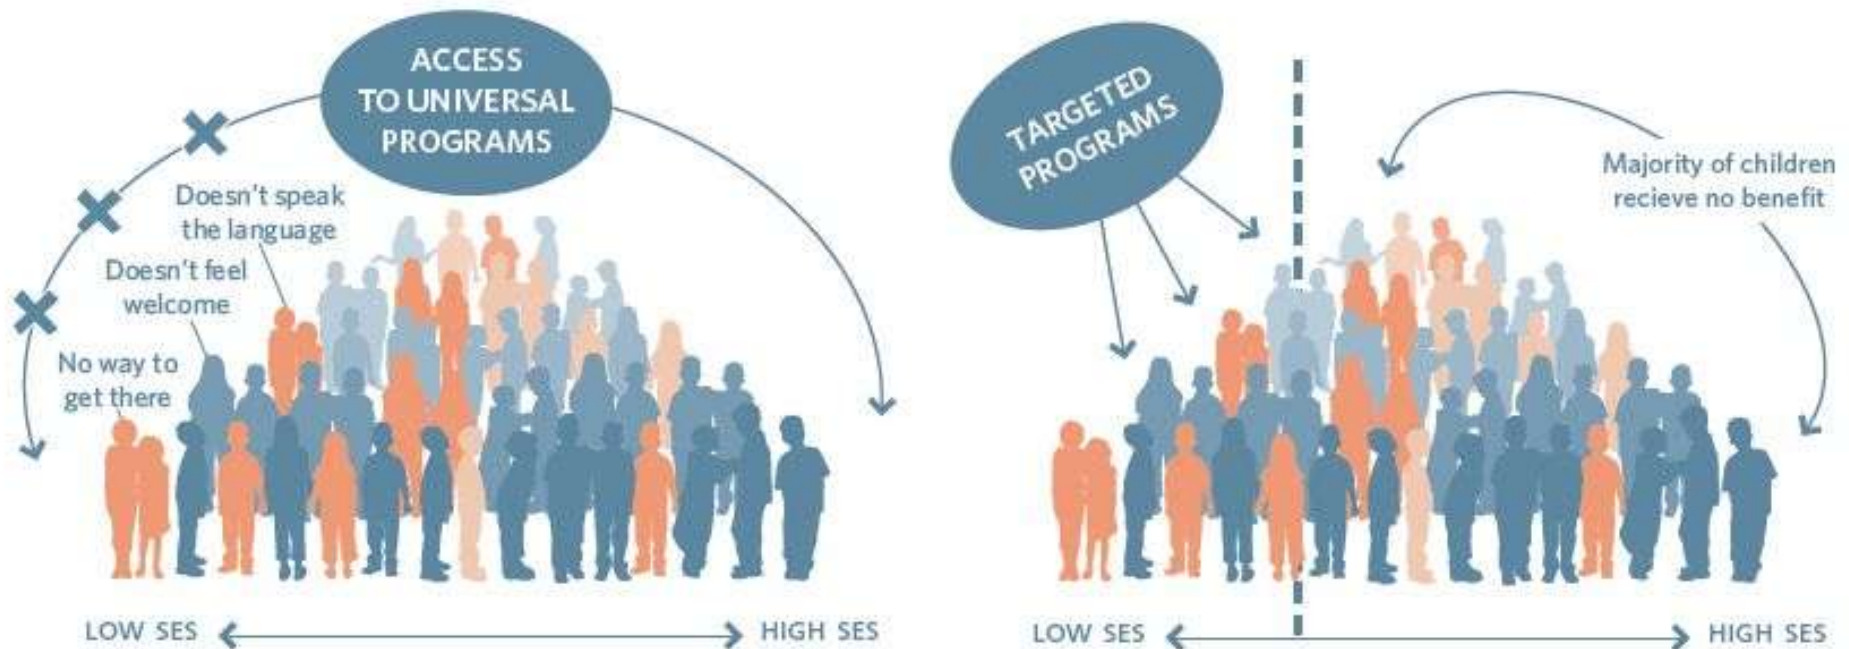 ACCESS
TO UNIVERSAL
PROGRAMS
Doesn't speak
the language
Doesn't feel
welcome
No way to
get there
LOW SES
HIGH SES
TARGETED
PROGRAMS
Majority of children
recieve no benefit
LOW SES
HIGH SES